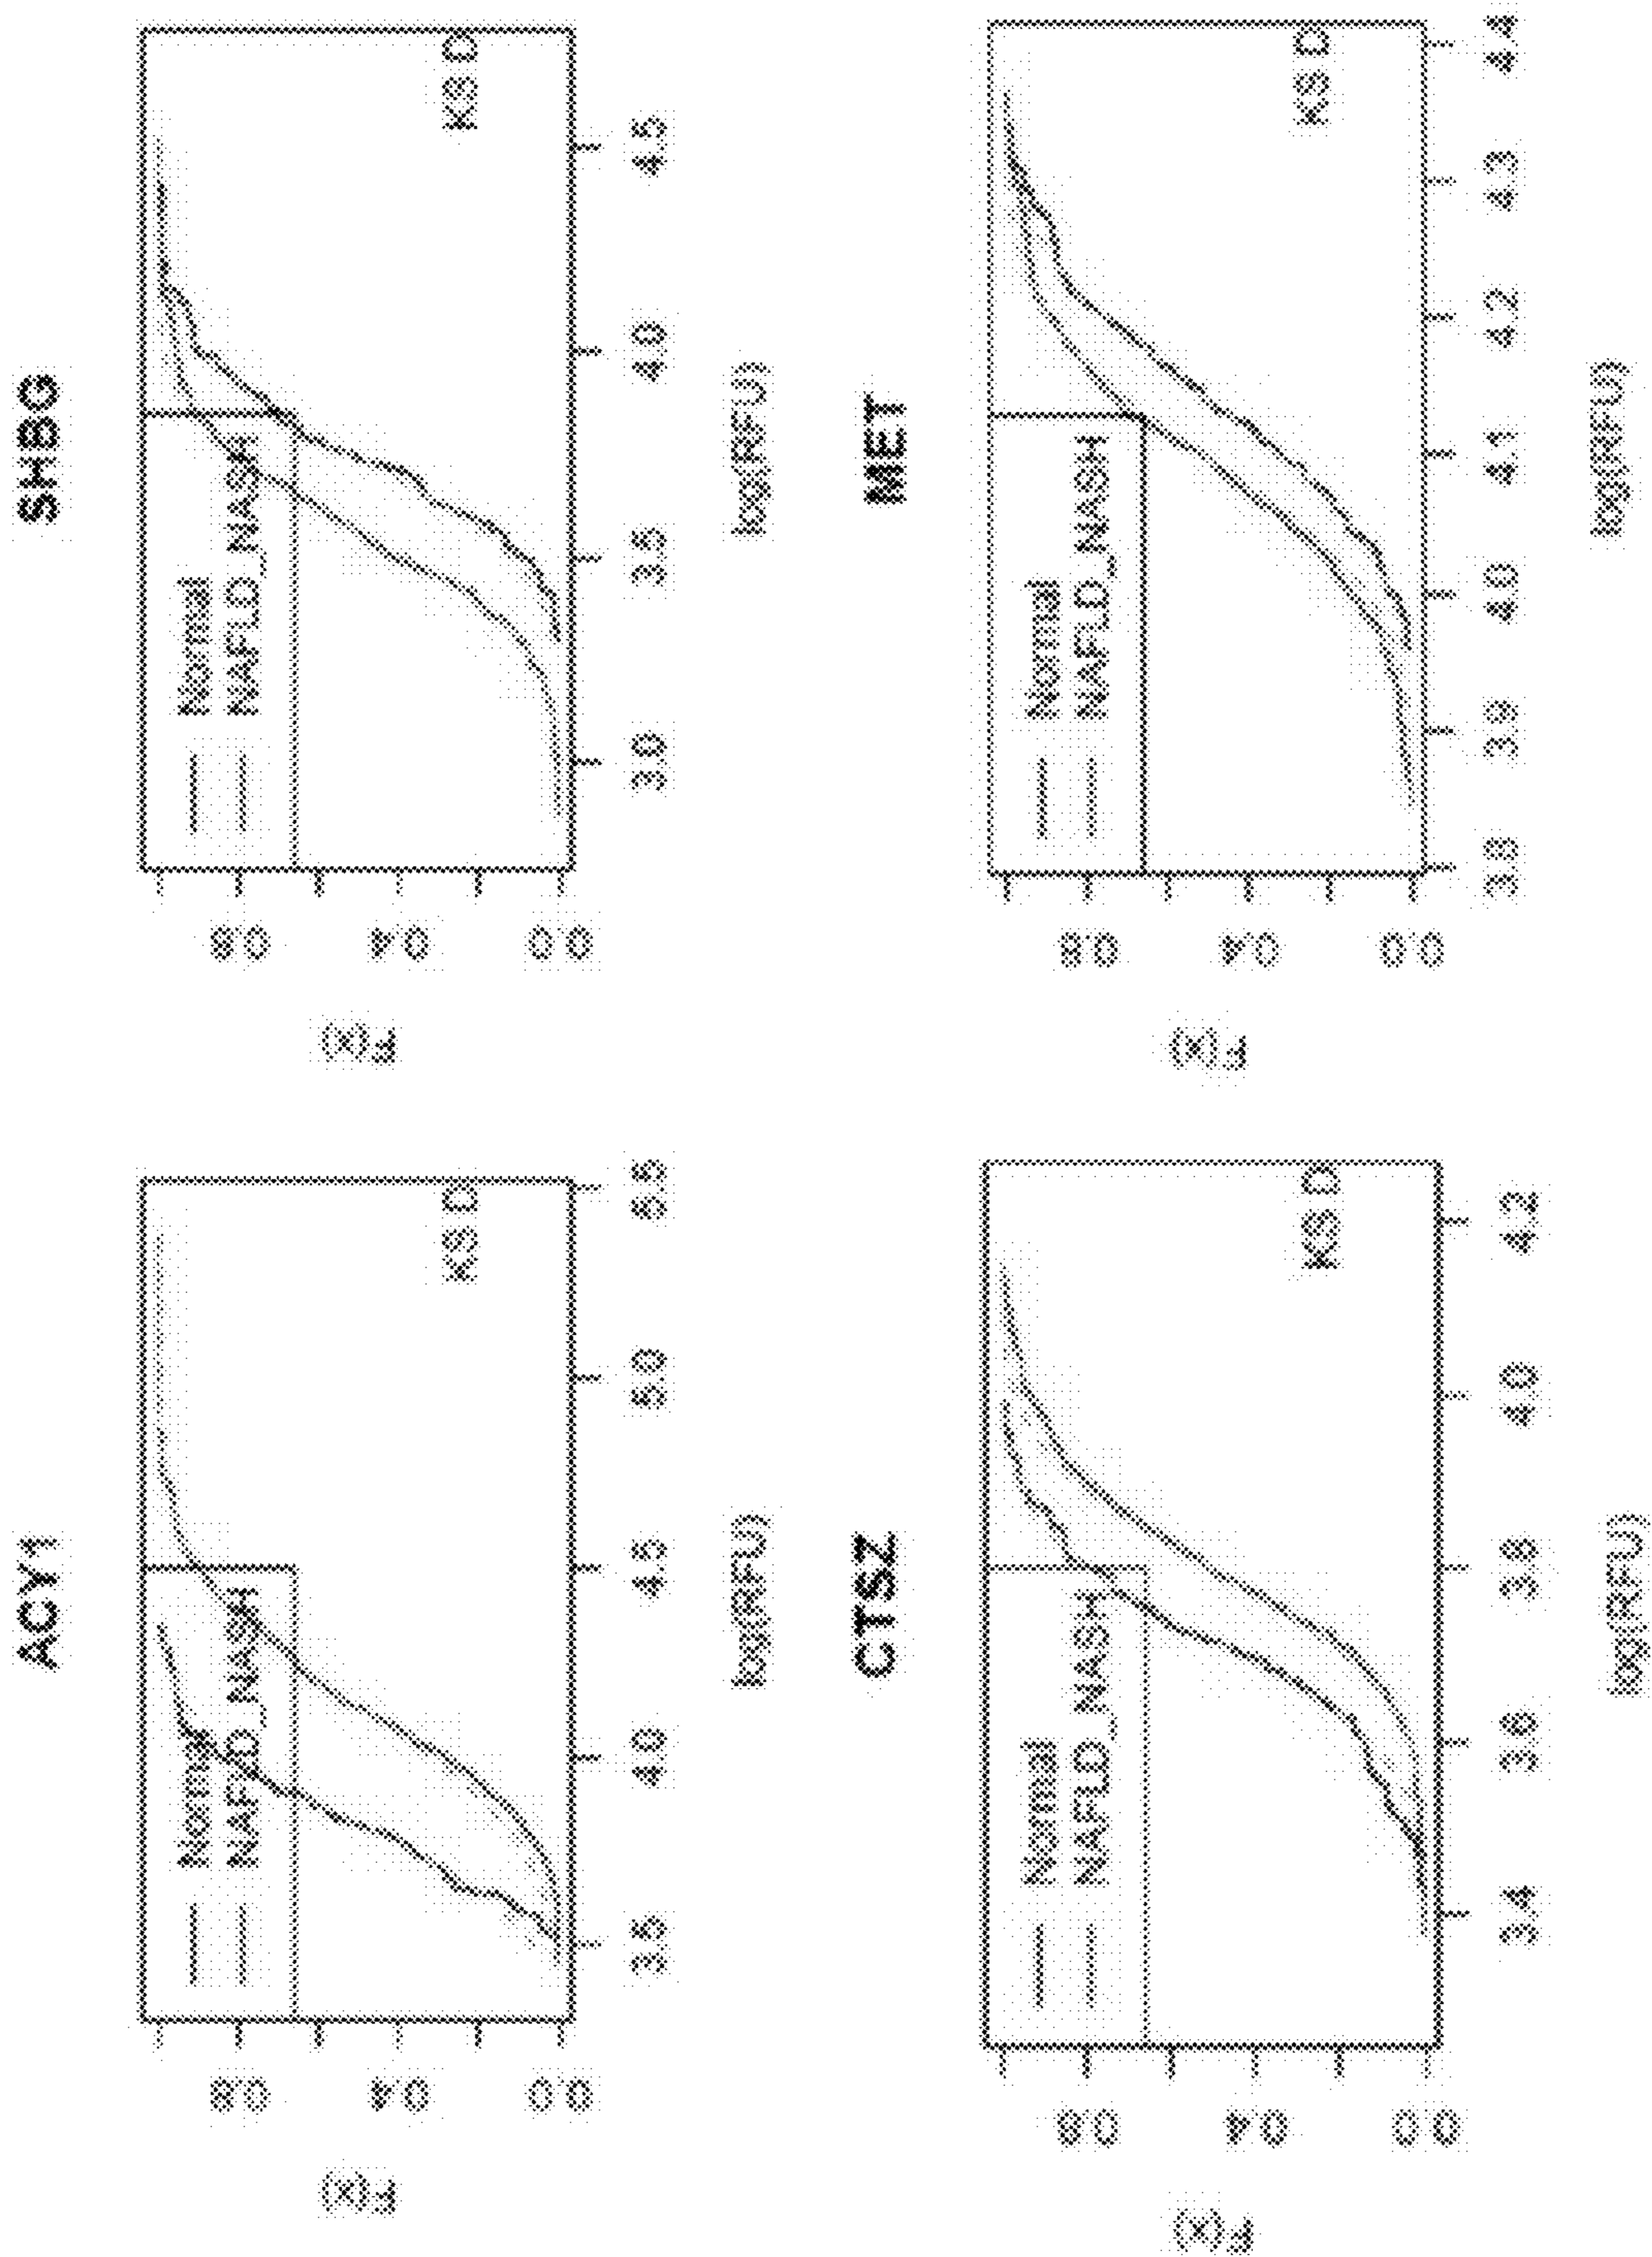 ACY1
F(x)
0.8
0.4
0.0
Normal
NAFLD_NASH
KS D
3.5 4.0 4.5 5.0 5.5
log(RFU)
SHBG
F(x)
0.8
0.4
0.0
Normal
NAFLD_NASH
KS D
3.0 3.5 4.0 4.5
log(RFU)
CTSZ
F(x)
0.8
0.4
0.0
Normal
NAFLD_NASH
KS D
3.4 3.6 3.8 4.0 4.2
log(RFU)
MET
F(x)
0.8
0.4
0.0
Normal
NAFLD_NASH
KS D
3.8 3.9 4.0 4.1 4.2 4.3 4.4
log(RFU)